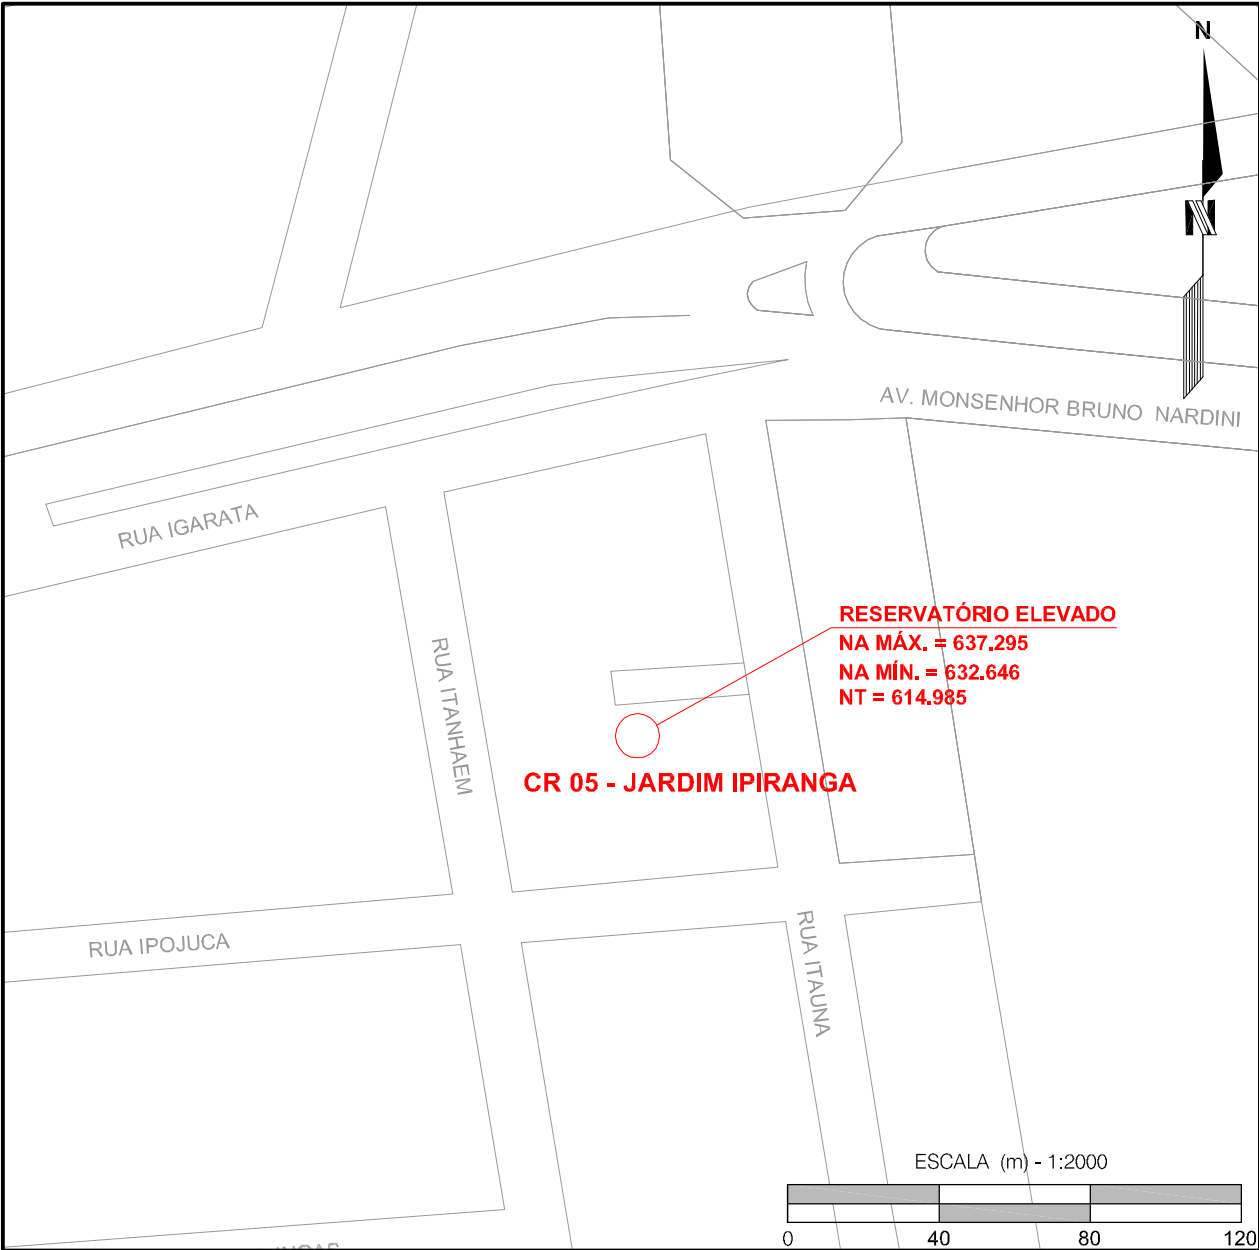 N
N
AV. MONSENHOR BRUNO NARDINI
RUA IGARATA
RESERVATÓRIO ELEVADO
NA MÁX. = 637.295
NA MÍN. = 632.646
NT = 614.985
RUA ITANHAEM
CR 05 - JARDIM IPIRANGA
RUA IPOJUCA
RUA ITAUNA
ESCALA (m) - 1:2000
0 40 80 120